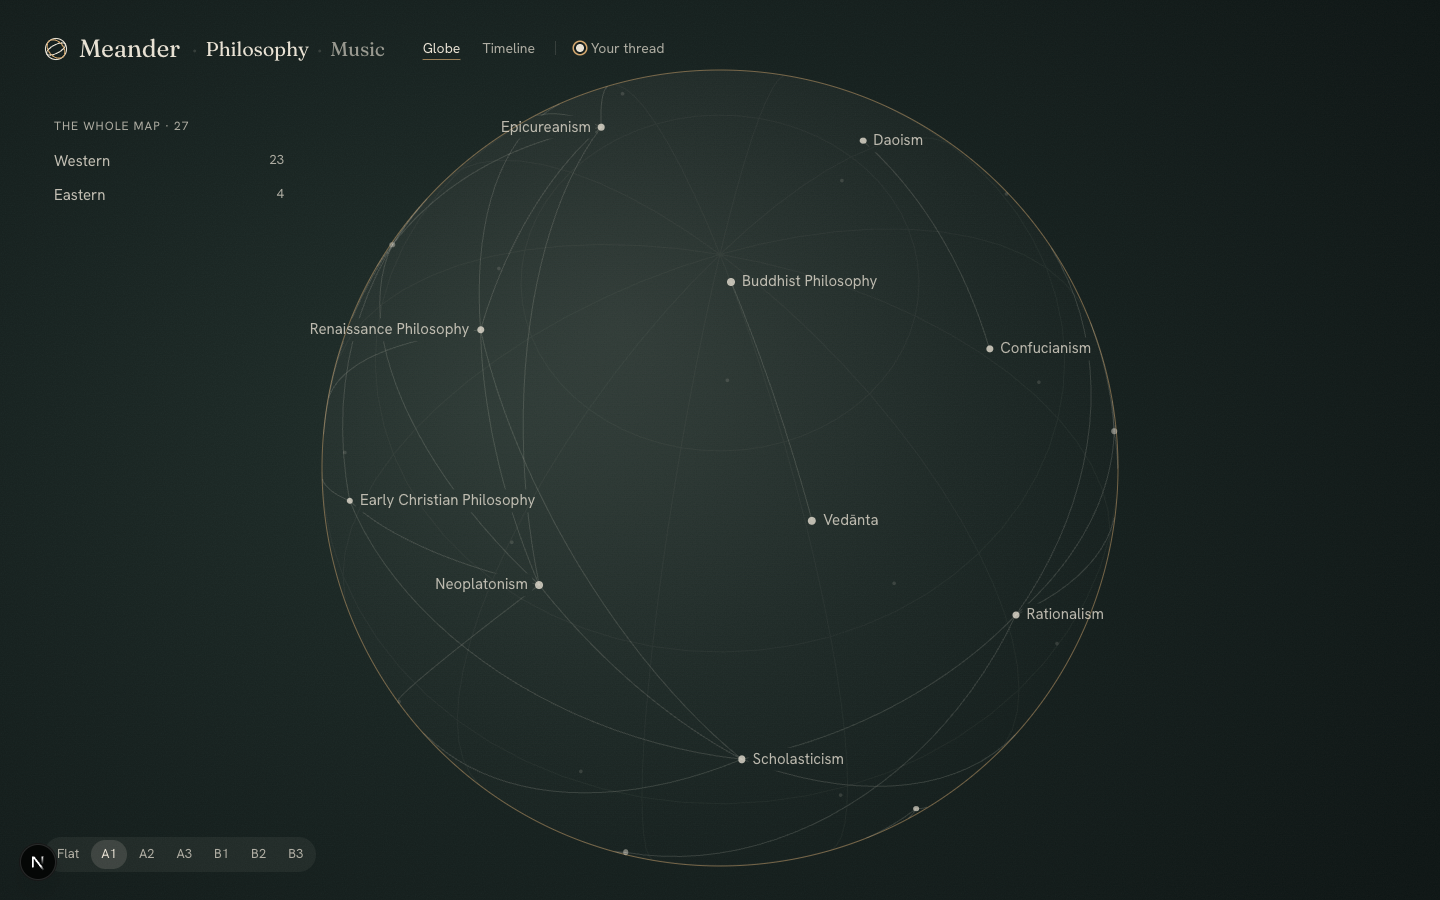 Meander · Philosophy · Music
Globe Timeline Your thread
THE WHOLE MAP · 27
Western 23
Eastern 4
Epicureanism
Daoism
Buddhist Philosophy
Renaissance Philosophy
Confucianism
Early Christian Philosophy
Vedānta
Neoplatonism
Rationalism
Scholasticism
N
Flat A1 A2 A3 B1 B2 B3